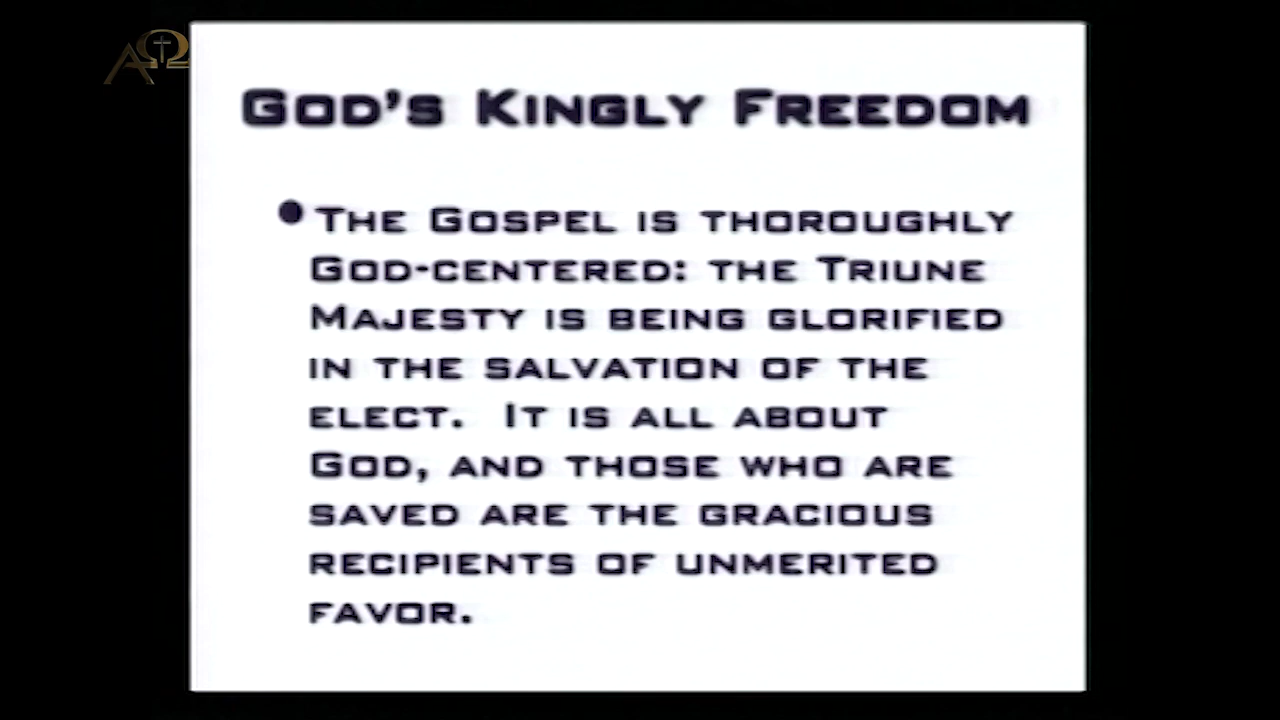 ΑΩ
God's Kingly Freedom
• The Gospel is thoroughly
God-centered: the Triune
Majesty is being glorified
in the salvation of the
elect. It is all about
God, and those who are
saved are the gracious
recipients of unmerited
favor.